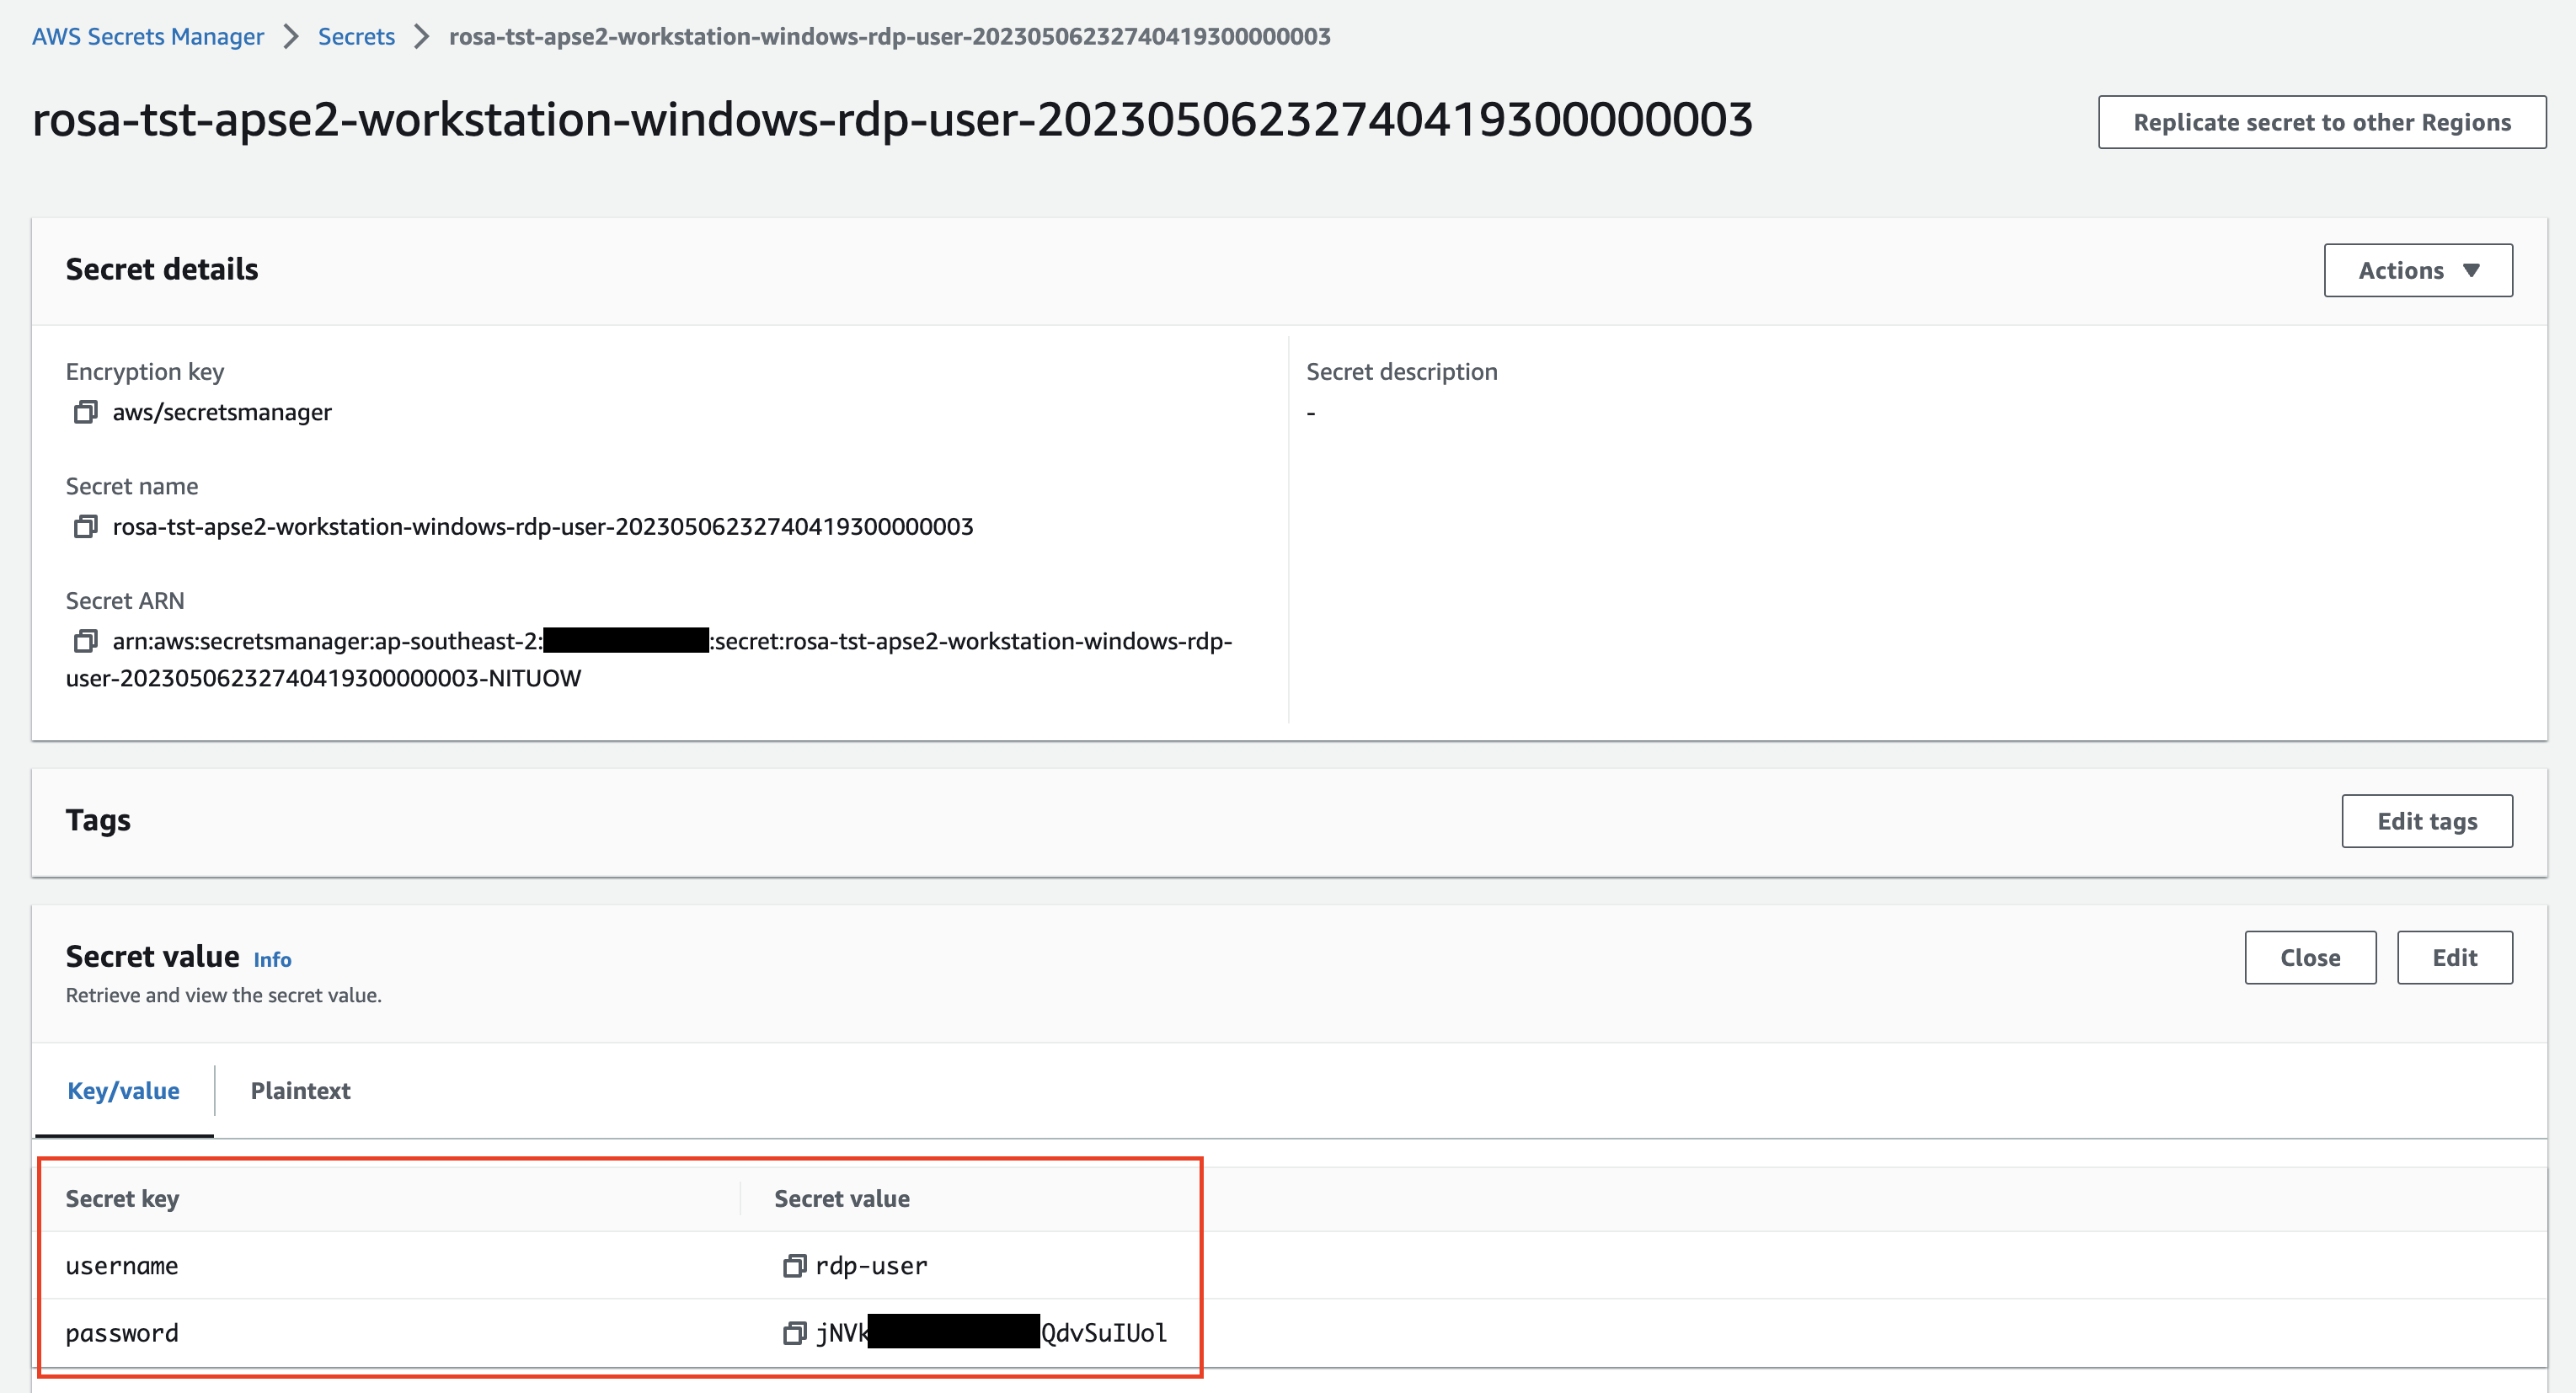 AWS Secrets Manager > Secrets > rosa-tst-apse2-workstation-windows-rdp-user-20230506232740419300000003
rosa-tst-apse2-workstation-windows-rdp-user-20230506232740419300000003
Replicate secret to other Regions
Secret details
Actions
Encryption key
aws/secretsmanager
Secret description
-
Secret name
rosa-tst-apse2-workstation-windows-rdp-user-20230506232740419300000003
Secret ARN
arn:aws:secretsmanager:ap-southeast-2: :secret:rosa-tst-apse2-workstation-windows-rdp-
user-20230506232740419300000003-NITUOW
Tags
Edit tags
Secret value Info
Close
Edit
Retrieve and view the secret value.
Key/value
Plaintext
Secret key Secret value
username rdp-user
password jNVk QdvSuIUol